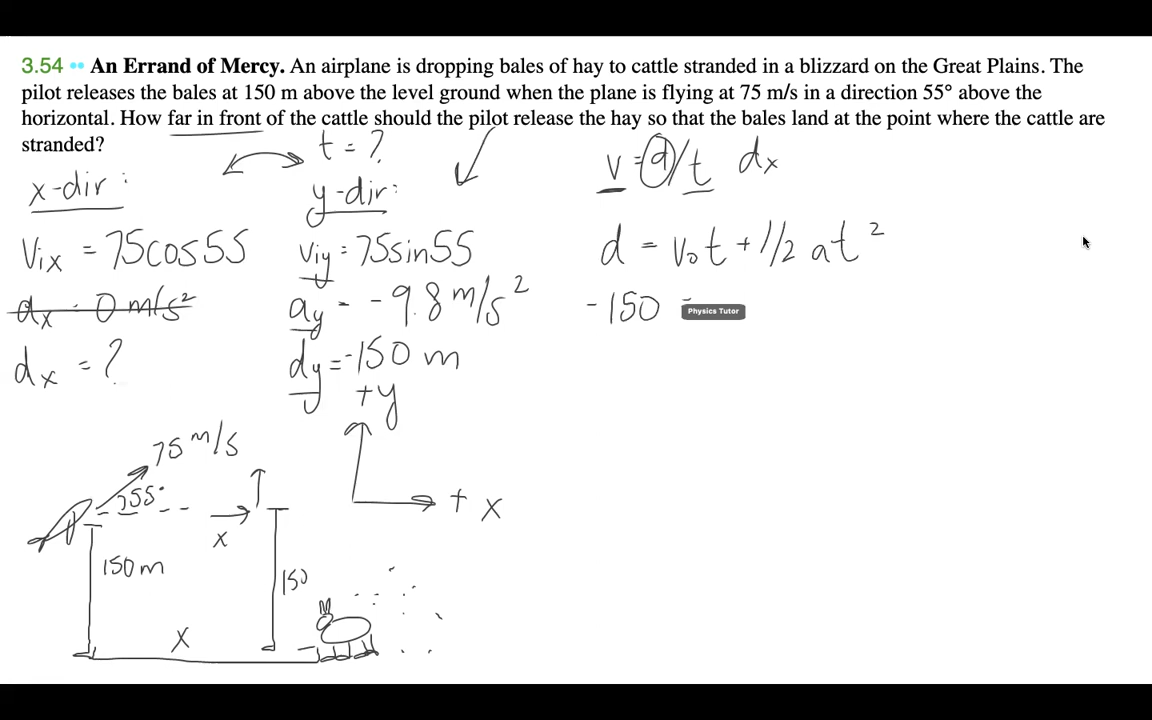 3.54 •• An Errand of Mercy. An airplane is dropping bales of hay to cattle stranded in a blizzard on the Great Plains. The
pilot releases the bales at 150 m above the level ground when the plane is flying at 75 m/s in a direction 55° above the
horizontal. How far in front of the cattle should the pilot release the hay so that the bales land at the point where the cattle are
stranded?
t = ?
x-dir:
Vix = 75cos55
ax = 0 m/s²
dx = ?
y-dir:
Viy = 75sin55
ay = -9.8 m/s²
dy = -150 m
v = d/t dx
d = v₀t + 1/2 at²
-150 =
Physics Tutor
+y
+ x
75 m/s
55°
x
150 m
150
x